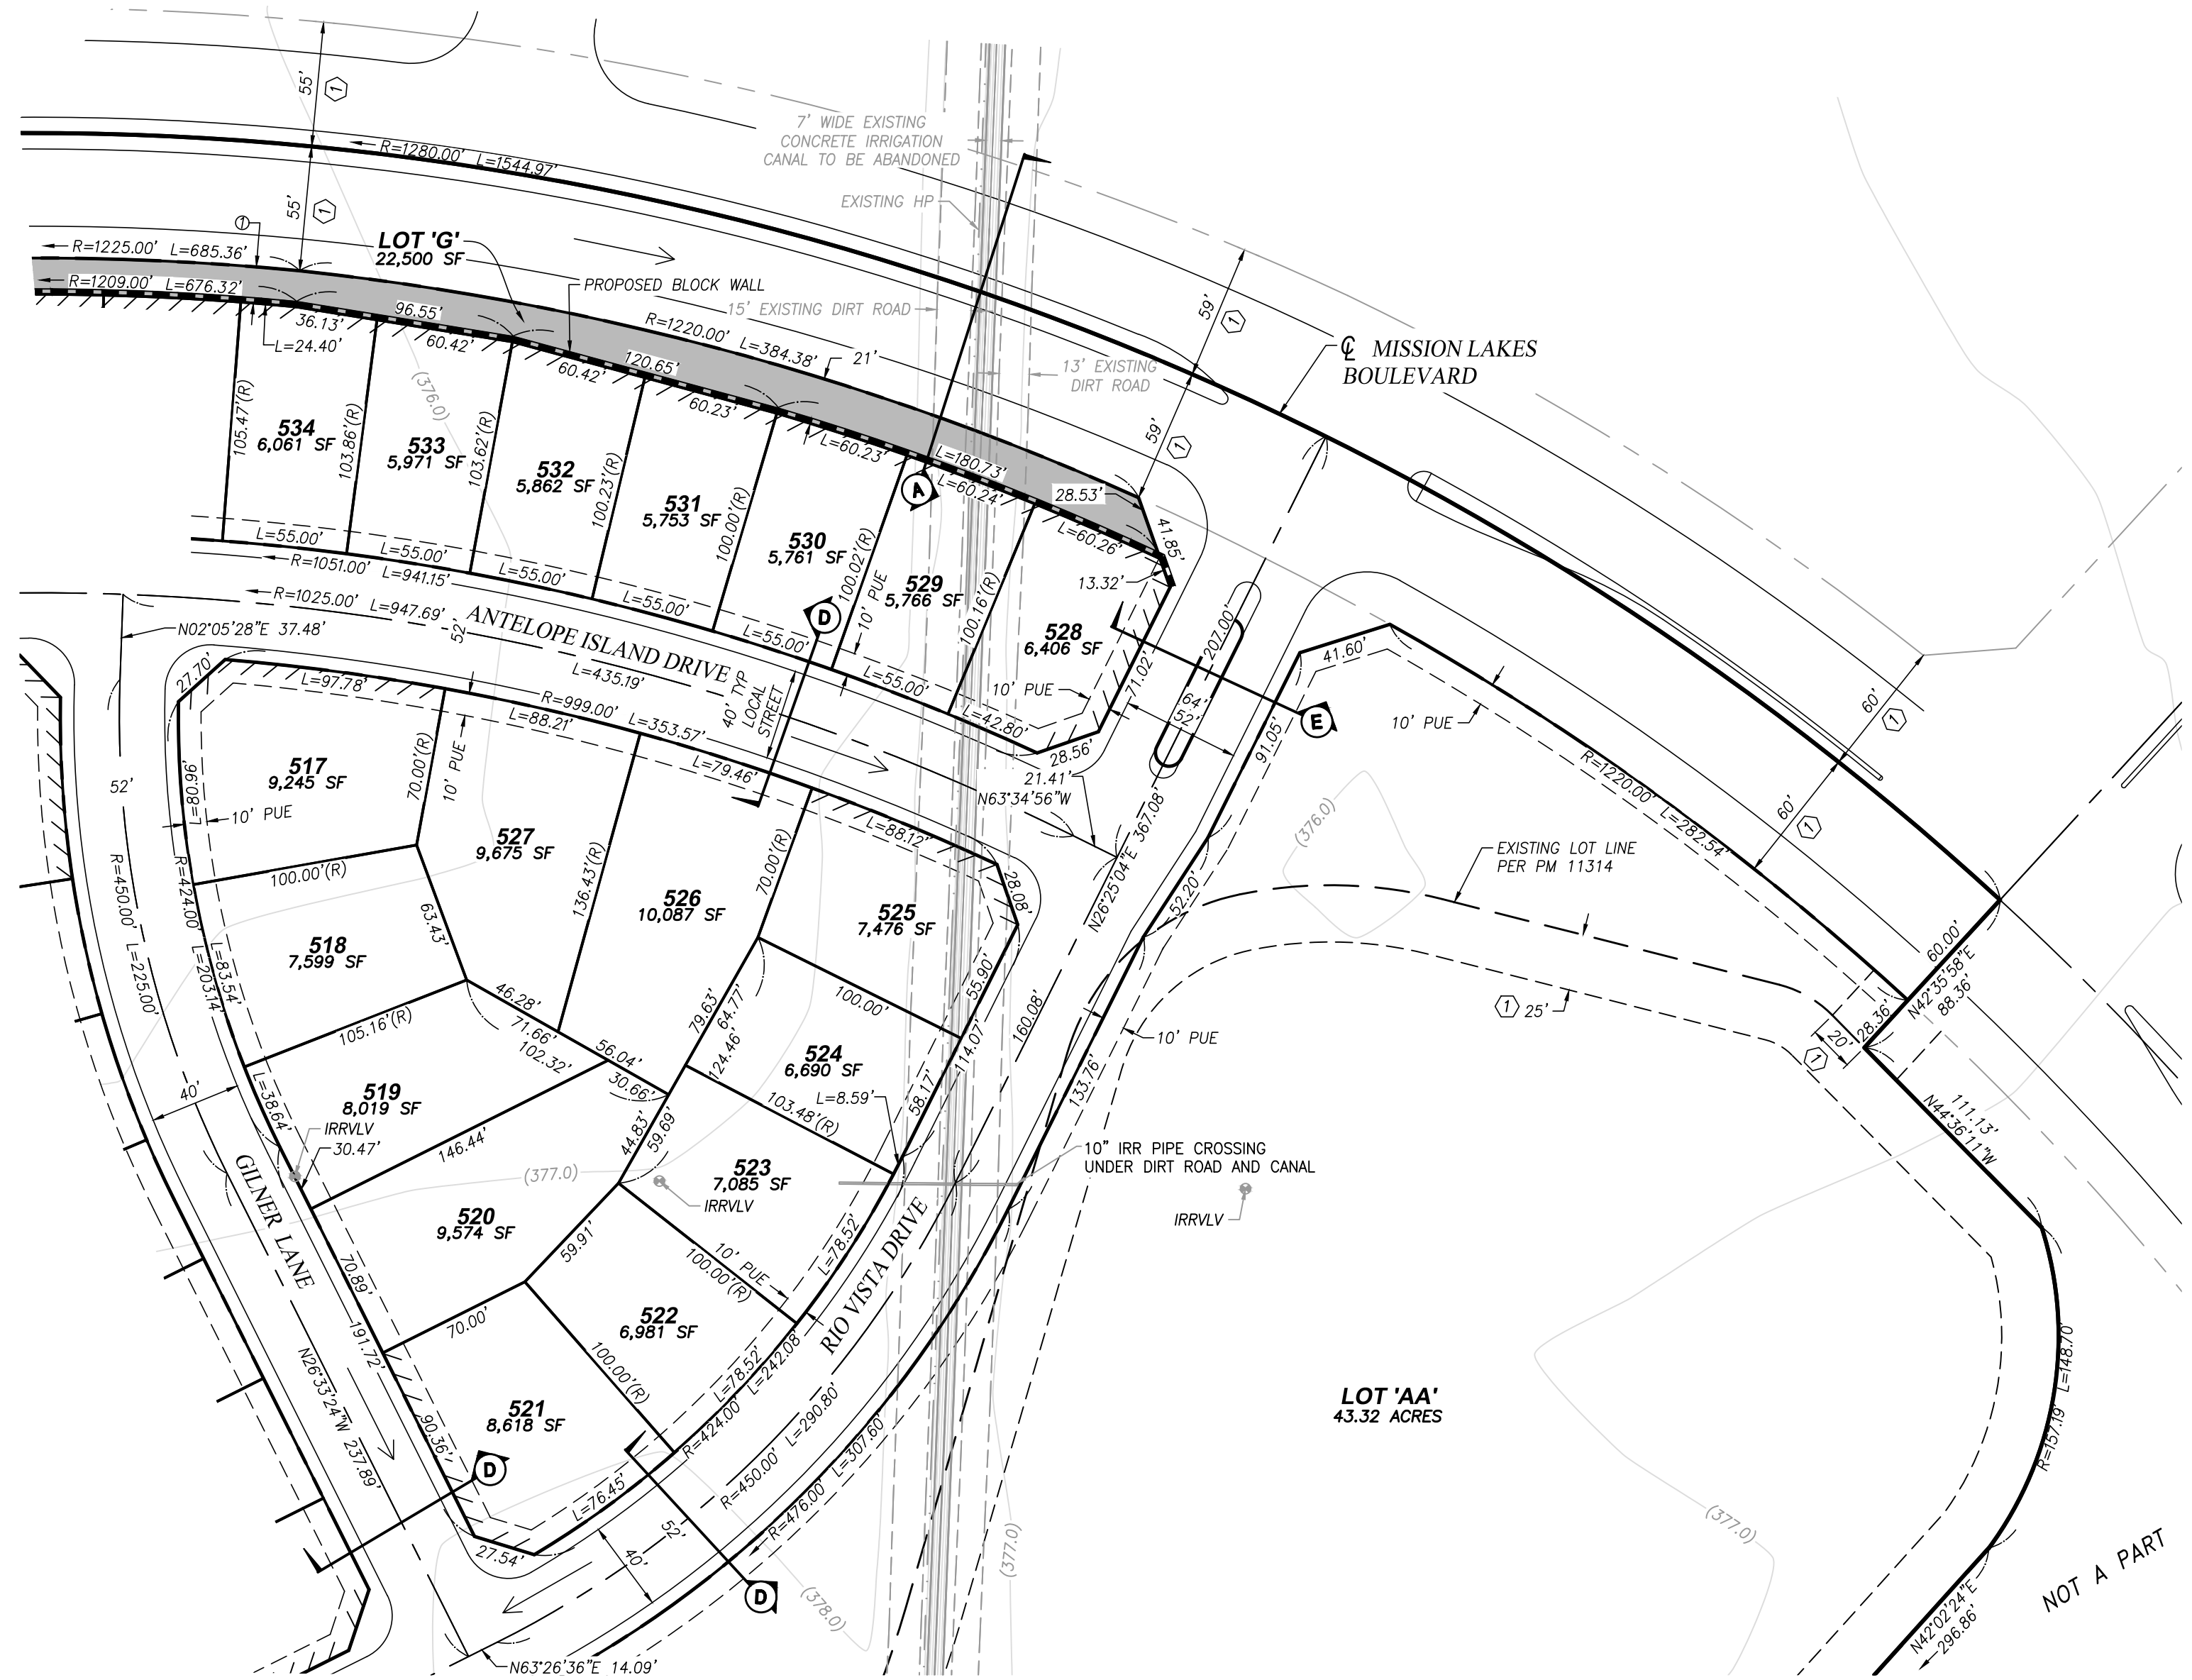 55'
1
7' WIDE EXISTING
CONCRETE IRRIGATION
CANAL TO BE ABANDONED
R=1280.00' L=1544.97'
EXISTING HP
55'
1
1
LOT 'G'
22,500 SF
R=1225.00' L=685.36'
R=1209.00' L=676.32'
PROPOSED BLOCK WALL
15' EXISTING DIRT ROAD
59'
1
96.55'
36.13'
60.42'
L=24.40'
R=1220.00' L=384.38'
21'
℄ MISSION LAKES
BOULEVARD
13' EXISTING
DIRT ROAD
120.65'
60.42'
60.23'
(376.0)
59'
1
105.47'(R)
534
6,061 SF
103.86'(R)
533
5,971 SF
103.62'(R)
532
5,862 SF
100.23'(R)
531
5,753 SF
100.00'(R)
530
5,761 SF
L=60.23'
L=180.73'
L=60.24'
A
28.53'
41.85'
L=60.26'
13.32'
100.02'(R)
10' PUE
529
5,766 SF
100.16'(R)
528
6,406 SF
10' PUE
71.02'
L=55.00'
L=55.00'
L=55.00'
L=55.00'
L=55.00'
L=55.00'
L=42.80'
28.56'
R=1051.00' L=941.15'
R=1025.00' L=947.69'
ANTELOPE ISLAND DRIVE
L=435.19'
52'
D
40' TYP
LOCAL
STREET
N02°05'28"E 37.48'
207.00'
64'
52'
E
41.60'
91.05'
10' PUE
60'
1
60'
1
R=1220.00' L=282.54'
27.70'
L=97.78'
R=999.00' L=353.57'
L=88.21'
L=79.46'
L=88.12'
28.08'
21.41'
N63°34'56"W
N26°25'04"E 367.08'
(376.0)
EXISTING LOT LINE
PER PM 11314
517
9,245 SF
L=80.96'
10' PUE
70.00'(R)
10' PUE
52'
527
9,675 SF
136.43'(R)
526
10,087 SF
70.00'(R)
525
7,476 SF
55.90'
52.20'
100.00'(R)
63.43'
518
7,599 SF
R=450.00' L=225.00'
R=424.00' L=203.14'
L=83.54'
105.16'(R)
46.28'
71.66'
102.32'
56.04'
30.66'
79.63'
64.77'
124.46'
100.00'
160.08'
114.07'
1 25'
60.00'
N42°35'58"E
88.36'
28.36'
20'
1
10' PUE
524
6,690 SF
58.17'
L=8.59'
103.48'(R)
133.76'
40'
L=38.64'
519
8,019 SF
IRRVLV
30.47'
146.44'
44.83'
59.69'
523
7,085 SF
IRRVLV
10" IRR PIPE CROSSING
UNDER DIRT ROAD AND CANAL
IRRVLV
111.13'
N44°36'11"W
(377.0)
GILNER LANE
520
9,574 SF
59.91'
10' PUE
100.00'(R)
L=78.52'
RIO VISTA DRIVE
70.89'
191.72'
70.00'
522
6,981 SF
100.00'(R)
L=78.52'
R=424.00' L=242.08'
N26°33'24"W 237.89'
90.36'
521
8,618 SF
D
L=76.45'
R=450.00' L=290.80'
R=476.00' L=307.60'
27.54'
40'
52'
D
(378.0)
(377.0)
N63°26'36"E 14.09'
LOT 'AA'
43.32 ACRES
R=157.19' L=148.70'
(377.0)
NOT A PART
N42°02'24"E
296.86'